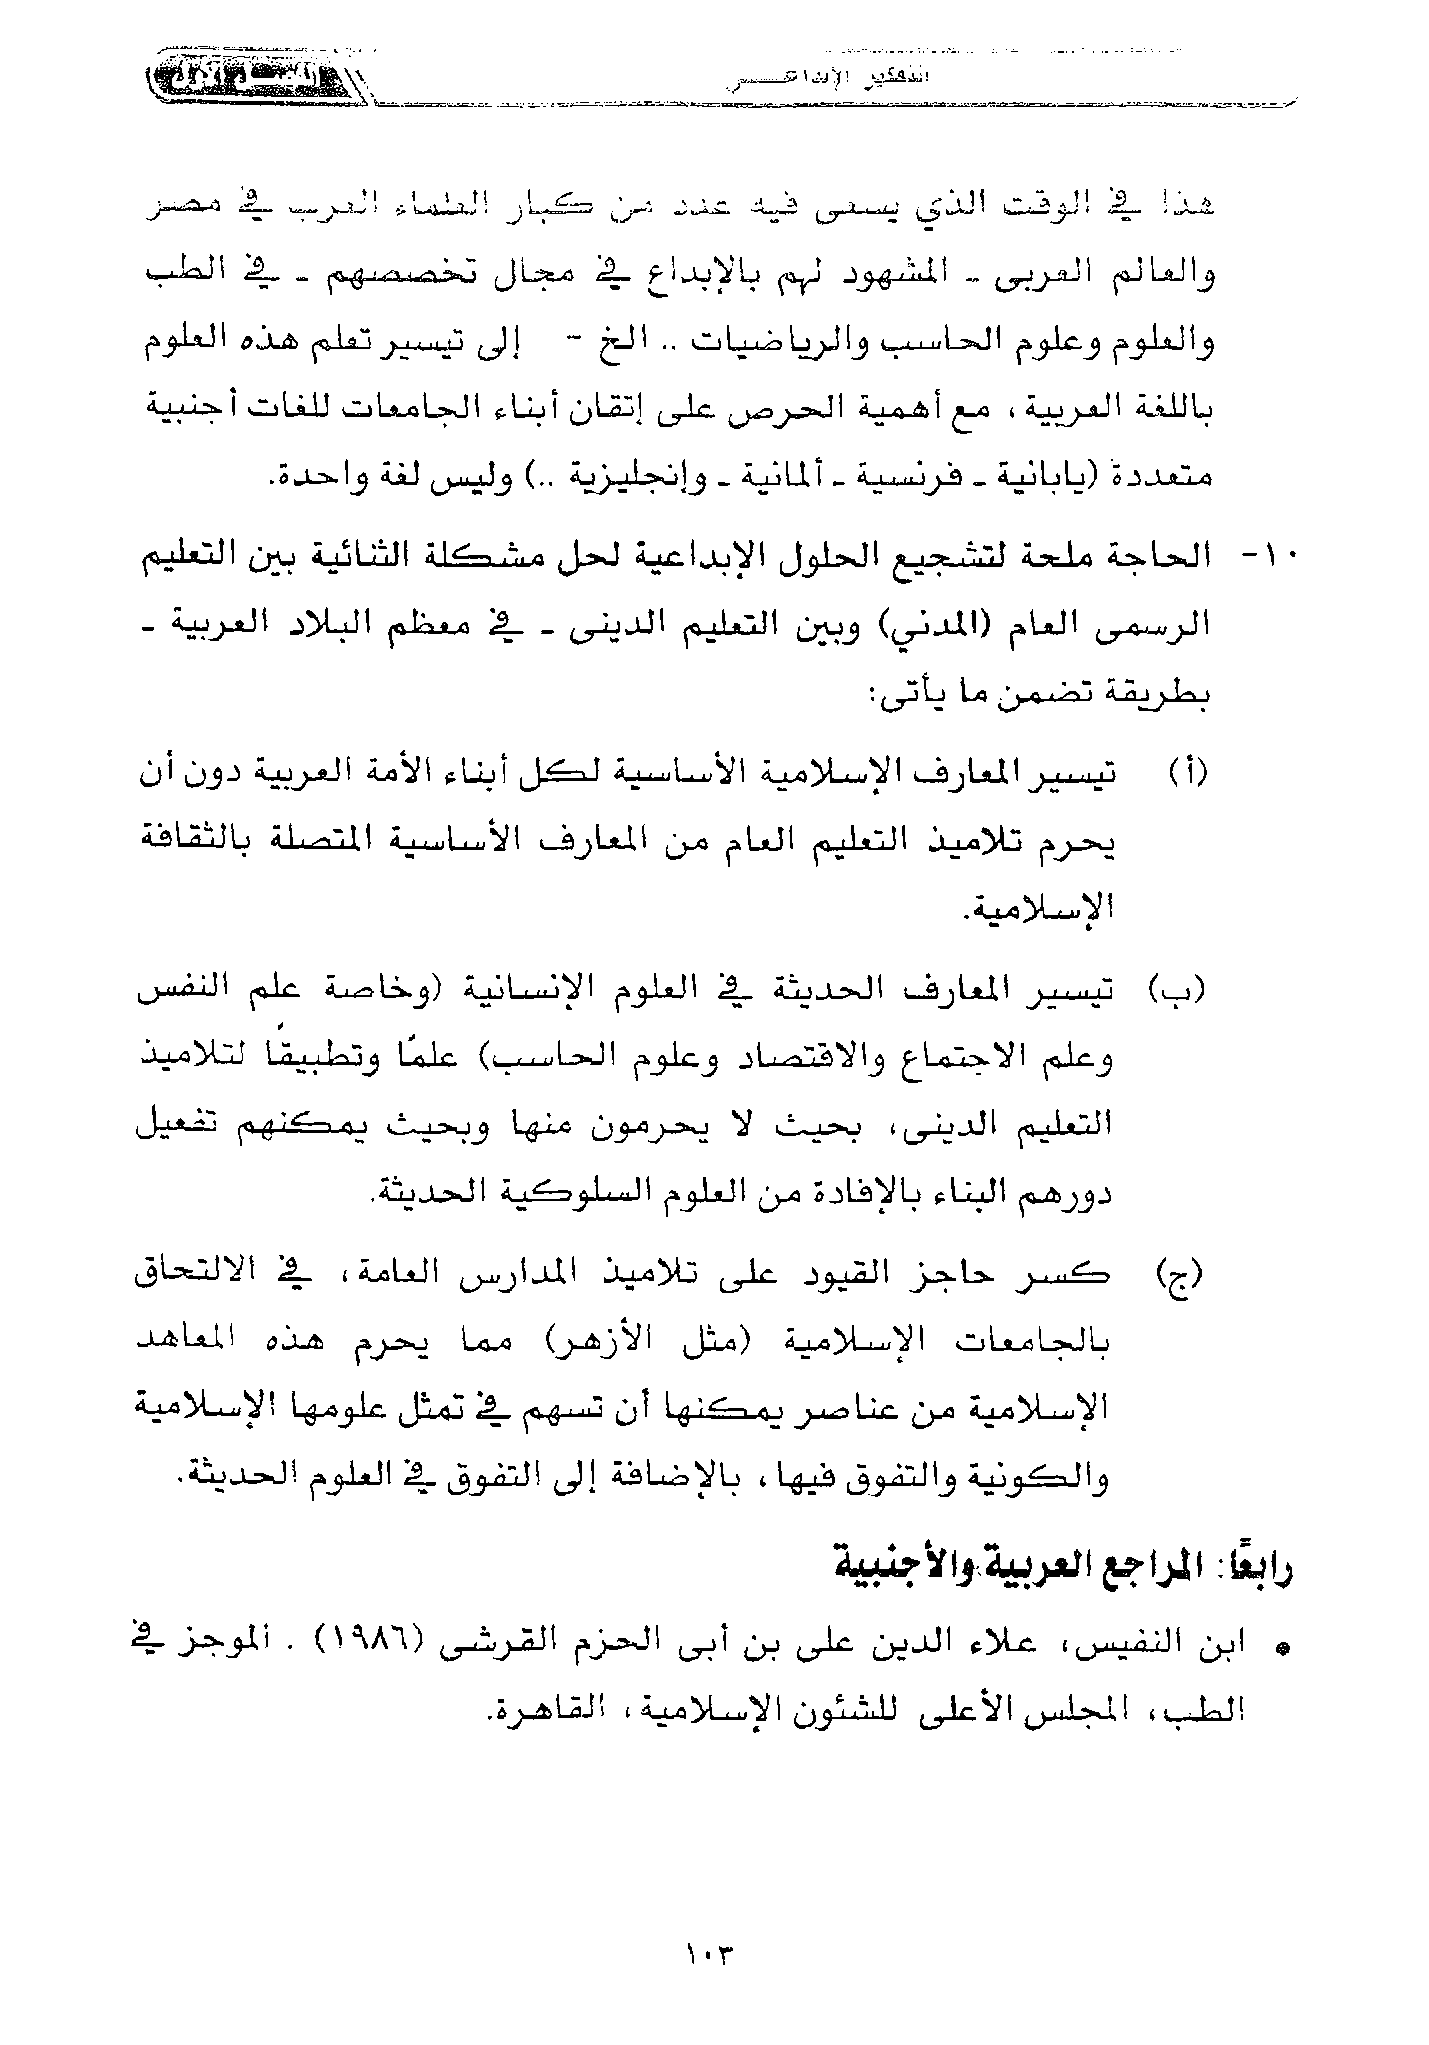 التفكير الإبداعى
الفصل الأول
هذا في الوقت الذي يسعى فيه عدد من كبار العلماء العرب في مصر
والعالم العربى - المشهود لهم بالإبداع في مجال تخصصهم - في الطب
والعلوم وعلوم الحاسب والرياضيات .. الخ - إلى تيسير تعلم هذه العلوم
باللغة العربية، مع أهمية الحرص على إتقان أبناء الجامعات للغات أجنبية
متعددة (يابانية - فرنسية - ألمانية - وإنجليزية ..) وليس لغة واحدة.
١٠- الحاجة ملحة لتشجيع الحلول الإبداعية لحل مشكلة الثنائية بين التعليم
الرسمى العام (المدني) وبين التعليم الدينى - في معظم البلاد العربية -
بطريقة تضمن ما يأتى:
(أ) تيسير المعارف الإسلامية الأساسية لكل أبناء الأمة العربية دون أن
يحرم تلاميذ التعليم العام من المعارف الأساسية المتصلة بالثقافة
الإسلامية.
(ب) تيسير المعارف الحديثة في العلوم الإنسانية (وخاصة علم النفس
وعلم الاجتماع والاقتصاد وعلوم الحاسب) علمًا وتطبيقًا لتلاميذ
التعليم الدينى، بحيث لا يحرمون منها وبحيث يمكنهم تفعيل
دورهم البناء بالإفادة من العلوم السلوكية الحديثة.
(ج) كسر حاجز القيود على تلاميذ المدارس العامة، في الالتحاق
بالجامعات الإسلامية (مثل الأزهر) مما يحرم هذه المعاهد
الإسلامية من عناصر يمكنها أن تسهم في تمثل علومها الإسلامية
والكونية والتفوق فيها، بالإضافة إلى التفوق في العلوم الحديثة.
رابعًا: المراجع العربية والأجنبية
• ابن النفيس، علاء الدين على بن أبى الحزم القرشى (١٩٨٦) . الموجز في
الطب، المجلس الأعلى للشئون الإسلامية، القاهرة.
١٠٣